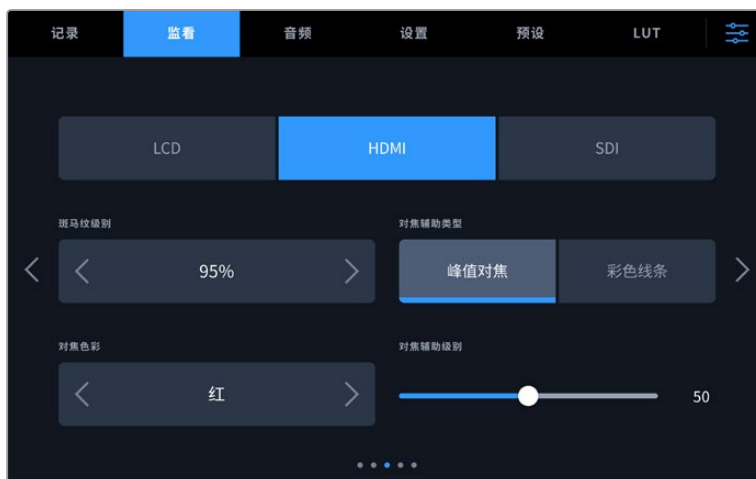 记录 监看 音频 设置 预设 LUT
LCD HDMI SDI
斑马纹级别 对焦辅助类型
95% 峰值对焦 彩色线条
对焦色彩 对焦辅助级别
红 50